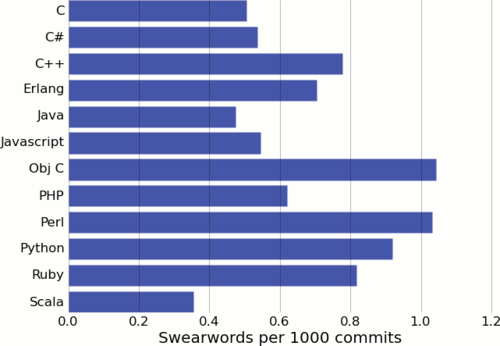 C
C#
C++
Erlang
Java
Javascript
Obj C
PHP
Perl
Python
Ruby
Scala
0.0 0.2 0.4 0.6 0.8 1.0 1.2
Swearwords per 1000 commits